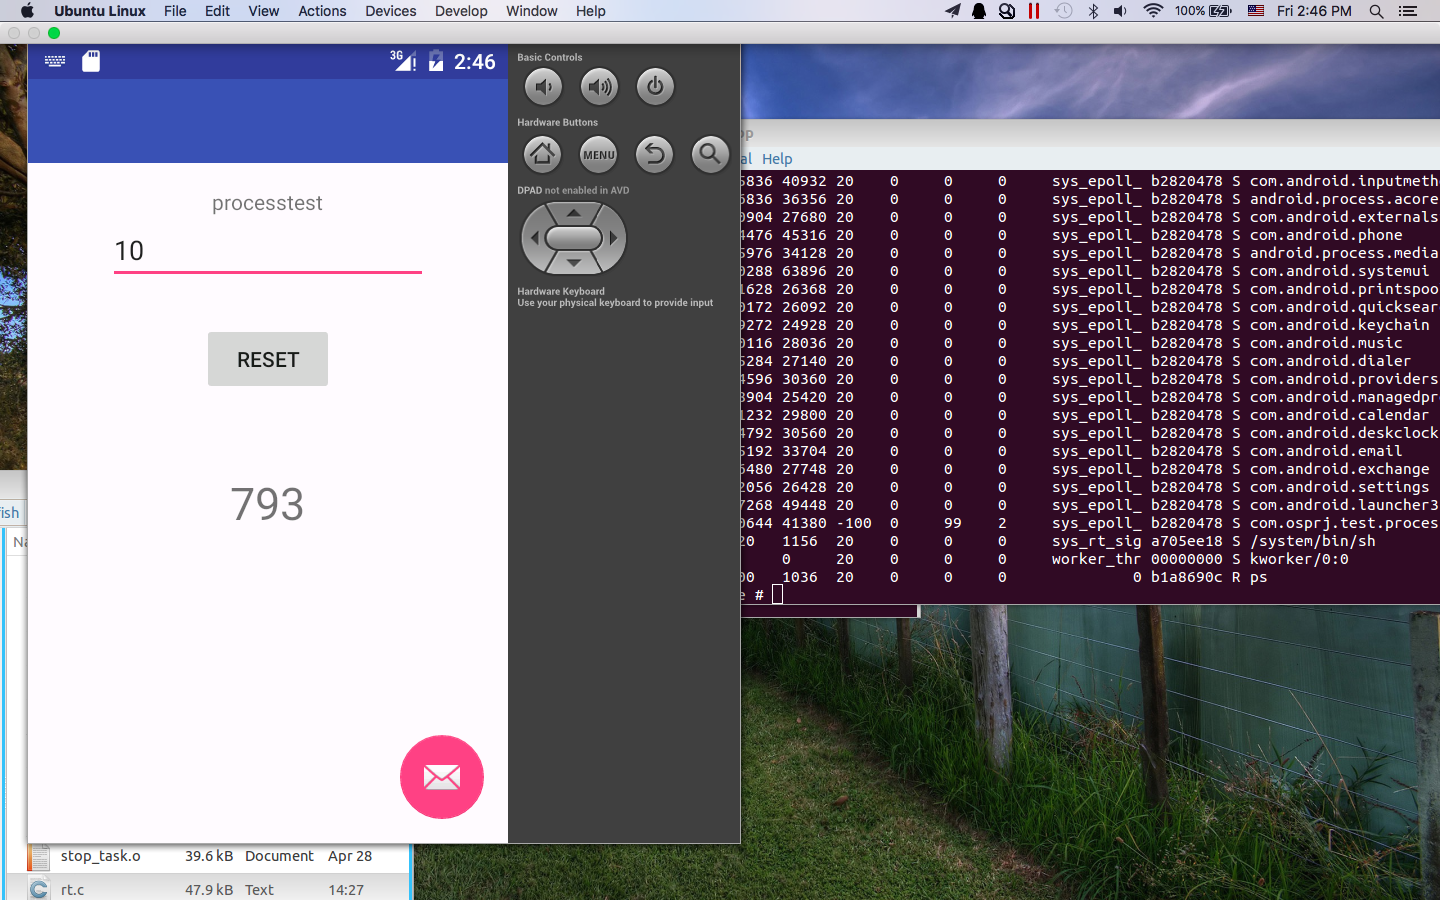 Ubuntu Linux File Edit View Actions Devices Develop Window Help 100% Fri 2:46 PM
3G 2:46
processtest
10
RESET
793
Basic Controls
Hardware Buttons
MENU
DPAD not enabled in AVD
Hardware Keyboard
Use your physical keyboard to provide input
Help
5836 40932 20 0 0 0 sys_epoll_ b2820478 S com.android.inputmeth
6836 36356 20 0 0 0 sys_epoll_ b2820478 S android.process.acore
0904 27680 20 0 0 0 sys_epoll_ b2820478 S com.android.externals
4476 45316 20 0 0 0 sys_epoll_ b2820478 S com.android.phone
5976 34128 20 0 0 0 sys_epoll_ b2820478 S android.process.media
0288 63896 20 0 0 0 sys_epoll_ b2820478 S com.android.systemui
1628 26368 20 0 0 0 sys_epoll_ b2820478 S com.android.printspoo
0172 26092 20 0 0 0 sys_epoll_ b2820478 S com.android.quicksear
9272 24928 20 0 0 0 sys_epoll_ b2820478 S com.android.keychain
0116 28036 20 0 0 0 sys_epoll_ b2820478 S com.android.music
5284 27140 20 0 0 0 sys_epoll_ b2820478 S com.android.dialer
4596 30360 20 0 0 0 sys_epoll_ b2820478 S com.android.providers
8904 25420 20 0 0 0 sys_epoll_ b2820478 S com.android.managedpr
1232 29800 20 0 0 0 sys_epoll_ b2820478 S com.android.calendar
4792 30560 20 0 0 0 sys_epoll_ b2820478 S com.android.deskclock
5192 33704 20 0 0 0 sys_epoll_ b2820478 S com.android.email
6480 27748 20 0 0 0 sys_epoll_ b2820478 S com.android.exchange
2056 26428 20 0 0 0 sys_epoll_ b2820478 S com.android.settings
7268 49448 20 0 0 0 sys_epoll_ b2820478 S com.android.launcher3
0644 41380 -100 0 99 2 sys_epoll_ b2820478 S com.osprj.test.proces
20 1156 20 0 0 0 sys_rt_sig a705ee18 S /system/bin/sh
0 20 0 0 0 worker_thr 00000000 S kworker/0:0
00 1036 20 0 0 0 0 b1a8690c R ps
e #
fish
Na
stop_task.o 39.6 kB Document Apr 28
rt.c 47.9 kB Text 14:27